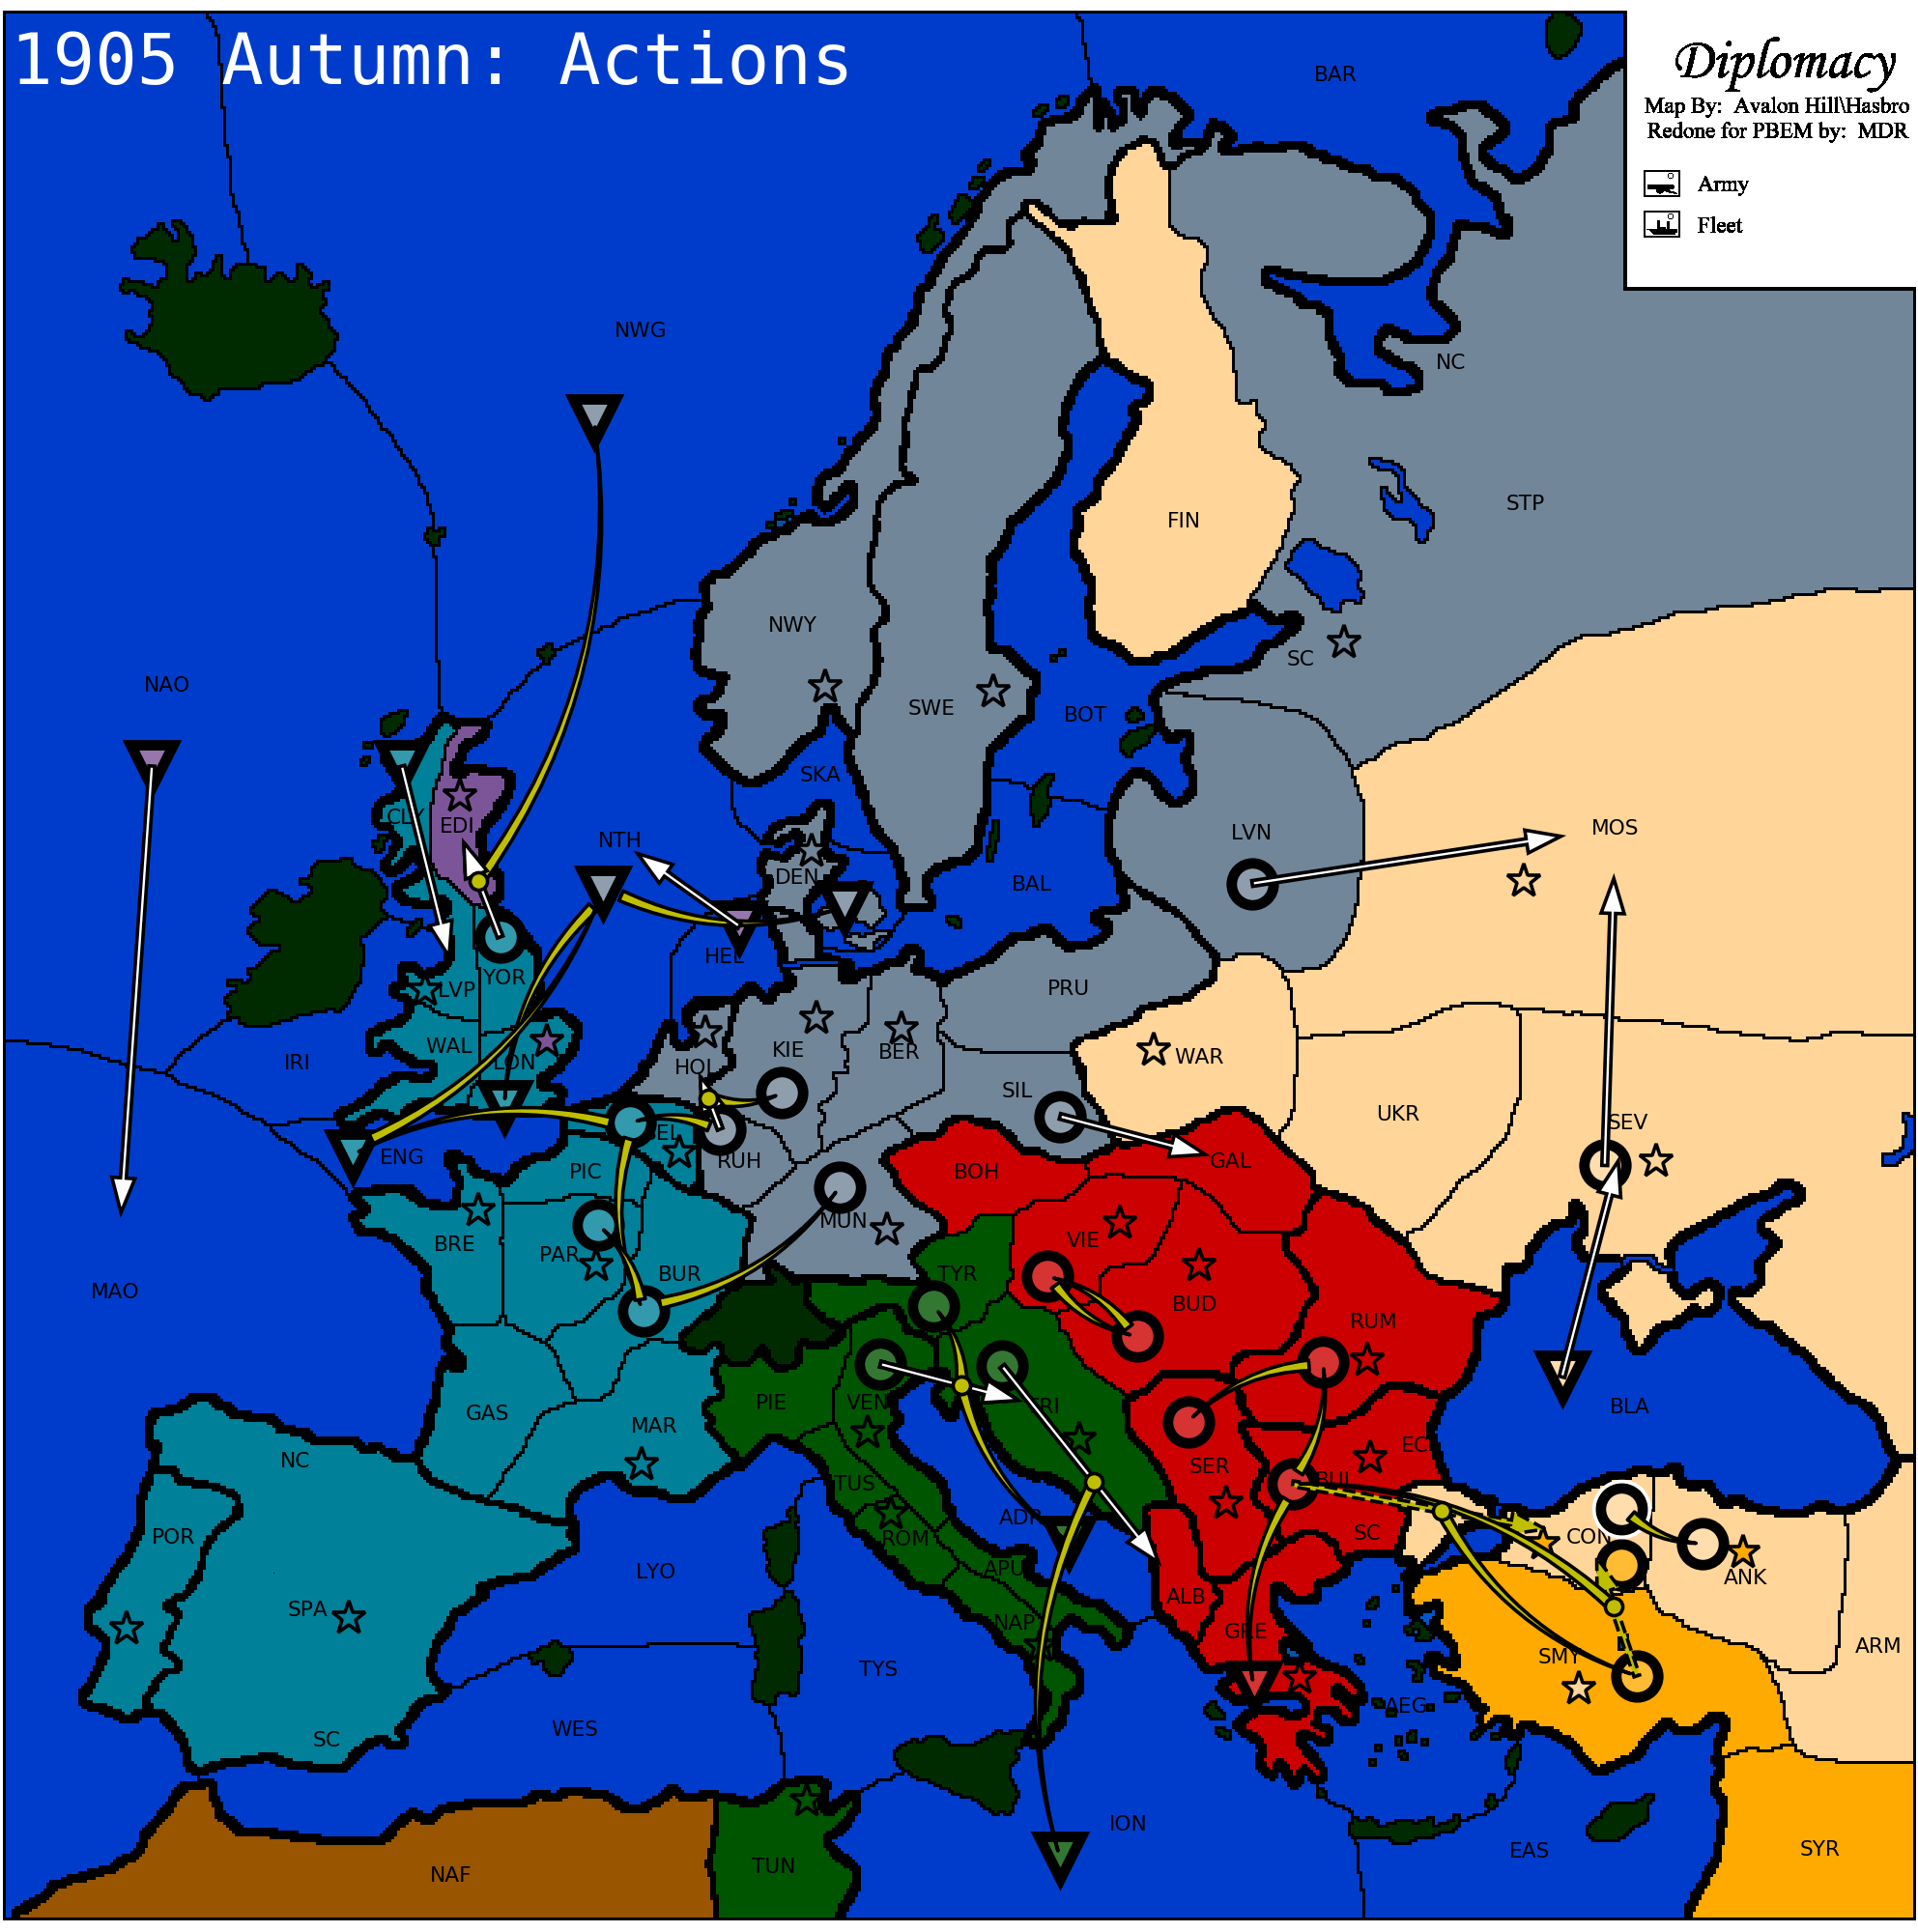 1905 Autumn: Actions
Diplomacy
Map By: Avalon Hill\Hasbro
Redone for PBEM by: MDR
Army
Fleet
BAR
NWG
NC
STP
FIN
NWY
SC
NAO
SWE
BOT
SKA
CLY
EDI
NTH
LVN
MOS
DEN
BAL
HEL
YOR
LVP
PRU
WAL
LON
IRI
HOL
KIE
BER
WAR
SIL
UKR
SEV
ENG
PIC
BEL
RUH
BOH
GAL
MUN
BRE
PAR
BUR
VIE
TYR
MAO
BUD
RUM
GAS
MAR
PIE
VEN
TRI
BLA
NC
SER
BUL
EC
TUS
POR
ROM
ADR
SC
CON
LYO
APU
ANK
SPA
ALB
NAP
GRE
ARM
TYS
SMY
AEG
SC
WES
ION
EAS
SYR
NAF
TUN